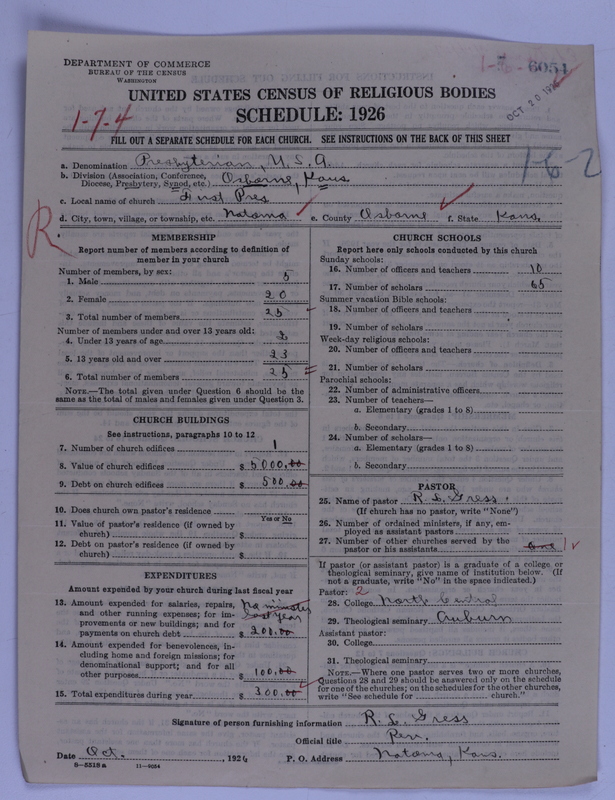 DEPARTMENT OF COMMERCE
BUREAU OF THE CENSUS
WASHINGTON
6054
OCT 20
UNITED STATES CENSUS OF RELIGIOUS BODIES
SCHEDULE: 1926
1-7-4
FILL OUT A SEPARATE SCHEDULE FOR EACH CHURCH. SEE INSTRUCTIONS ON THE BACK OF THIS SHEET
1-6-2
a. Denomination Presbyterian, U.S.A.
b. Division (Association, Conference, Diocese, Presbytery, Synod, etc.) Osborne, Kans
c. Local name of church First Pres
d. City, town, village, or township, etc. Natoma e. County Osborne f. State Kans.
R
MEMBERSHIP
Report number of members according to definition of member in your church
Number of members, by sex:
1. Male 5
2. Female 20
3. Total number of members 25
Number of members under and over 13 years old:
4. Under 13 years of age 2
5. 13 years old and over 23
6. Total number of members 25
NOTE.—The total given under Question 6 should be the same as the total of males and females given under Question 3.
CHURCH BUILDINGS
See instructions, paragraphs 10 to 12
7. Number of church edifices 1
8. Value of church edifices $ 5000.00
9. Debt on church edifices $ 500.00
10. Does church own pastor's residence
Yes or No
11. Value of pastor's residence (if owned by church) $
12. Debt on pastor's residence (if owned by church) $
EXPENDITURES
Amount expended by your church during last fiscal year
13. Amount expended for salaries, repairs, and other running expenses; for improvements or new buildings; and for payments on church debt no minister last year $ 200.00
14. Amount expended for benevolences, including home and foreign missions; for denominational support; and for all other purposes $ 100.00
15. Total expenditures during year $ 300.00
CHURCH SCHOOLS
Report here only schools conducted by this church
Sunday schools:
16. Number of officers and teachers 10
17. Number of scholars 65
Summer vacation Bible schools:
18. Number of officers and teachers
19. Number of scholars
Week-day religious schools:
20. Number of officers and teachers
21. Number of scholars
Parochial schools:
22. Number of administrative officers
23. Number of teachers—
a. Elementary (grades 1 to 8)
b. Secondary
24. Number of scholars—
a. Elementary (grades 1 to 8)
b. Secondary
PASTOR
25. Name of pastor R. L. Gress.
(If church has no pastor, write "None")
26. Number of ordained ministers, if any, employed as assistant pastors
27. Number of other churches served by the pastor or his assistants One 1
If pastor (or assistant pastor) is a graduate of a college or theological seminary, give name of institution below. (If not a graduate, write "No" in the space indicated.)
Pastor: 2
28. College North Central
29. Theological seminary Auburn
Assistant pastor:
30. College
31. Theological seminary
NOTE.—Where one pastor serves two or more churches, Questions 28 and 29 should be answered only on the schedule for one of the churches; on the schedules for the other churches, write "See schedule for church."
Signature of person furnishing information R. L. Gress
Official title Rev.
Date Oct. , 1926 P. O. Address Natoma, Kans.
8—5518a 11—9054